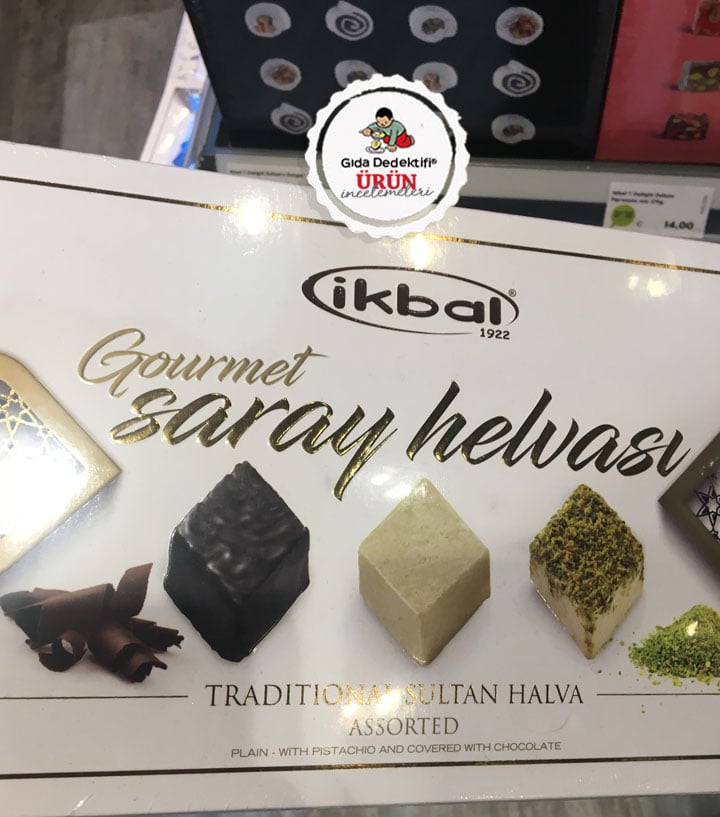 Gıda Dedektifi®
ÜRÜN
incelemeleri
14,00
ikbal®
1922
Gourmet
saray helvası
TRADITIONAL SULTAN HALVA
ASSORTED
PLAIN - WITH PISTACHIO AND COVERED WITH CHOCOLATE